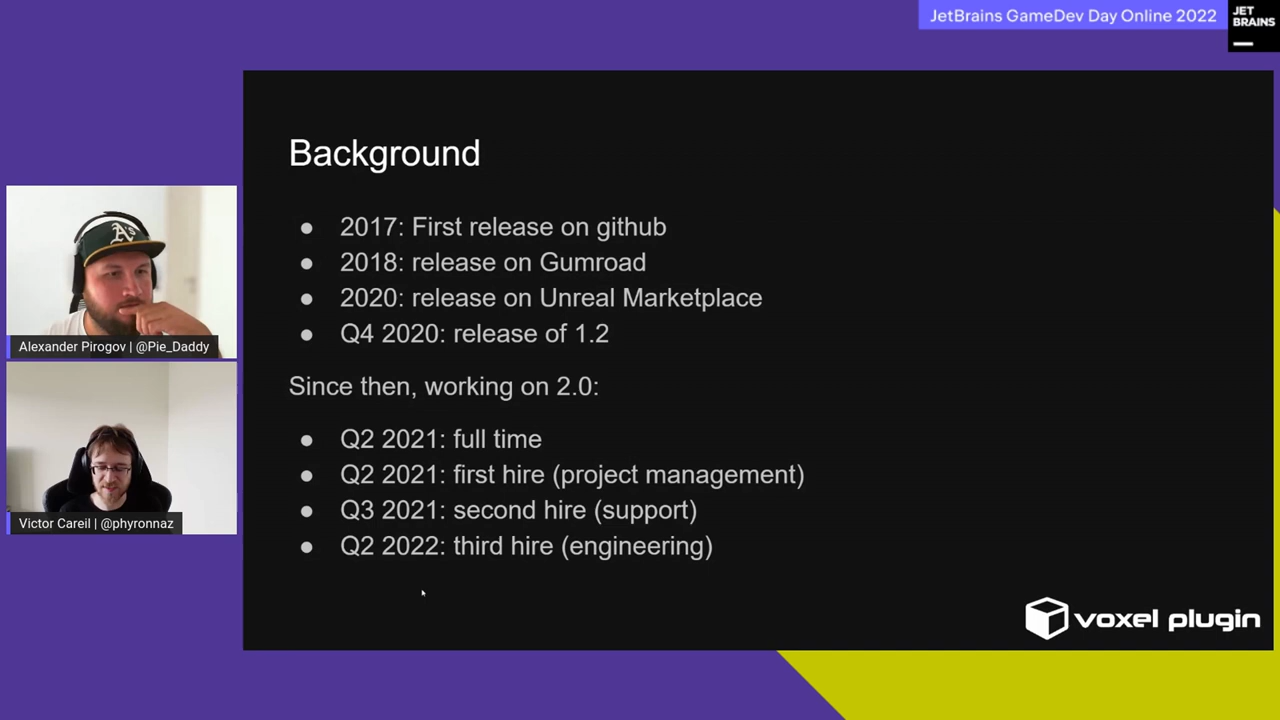 JetBrains GameDev Day Online 2022
JET
BRAINS
Background
● 2017: First release on github
● 2018: release on Gumroad
● 2020: release on Unreal Marketplace
● Q4 2020: release of 1.2
Since then, working on 2.0:
● Q2 2021: full time
● Q2 2021: first hire (project management)
● Q3 2021: second hire (support)
● Q2 2022: third hire (engineering)
voxel plugin
A's
Alexander Pirogov | @Pie_Daddy
Victor Careil | @phyronnaz